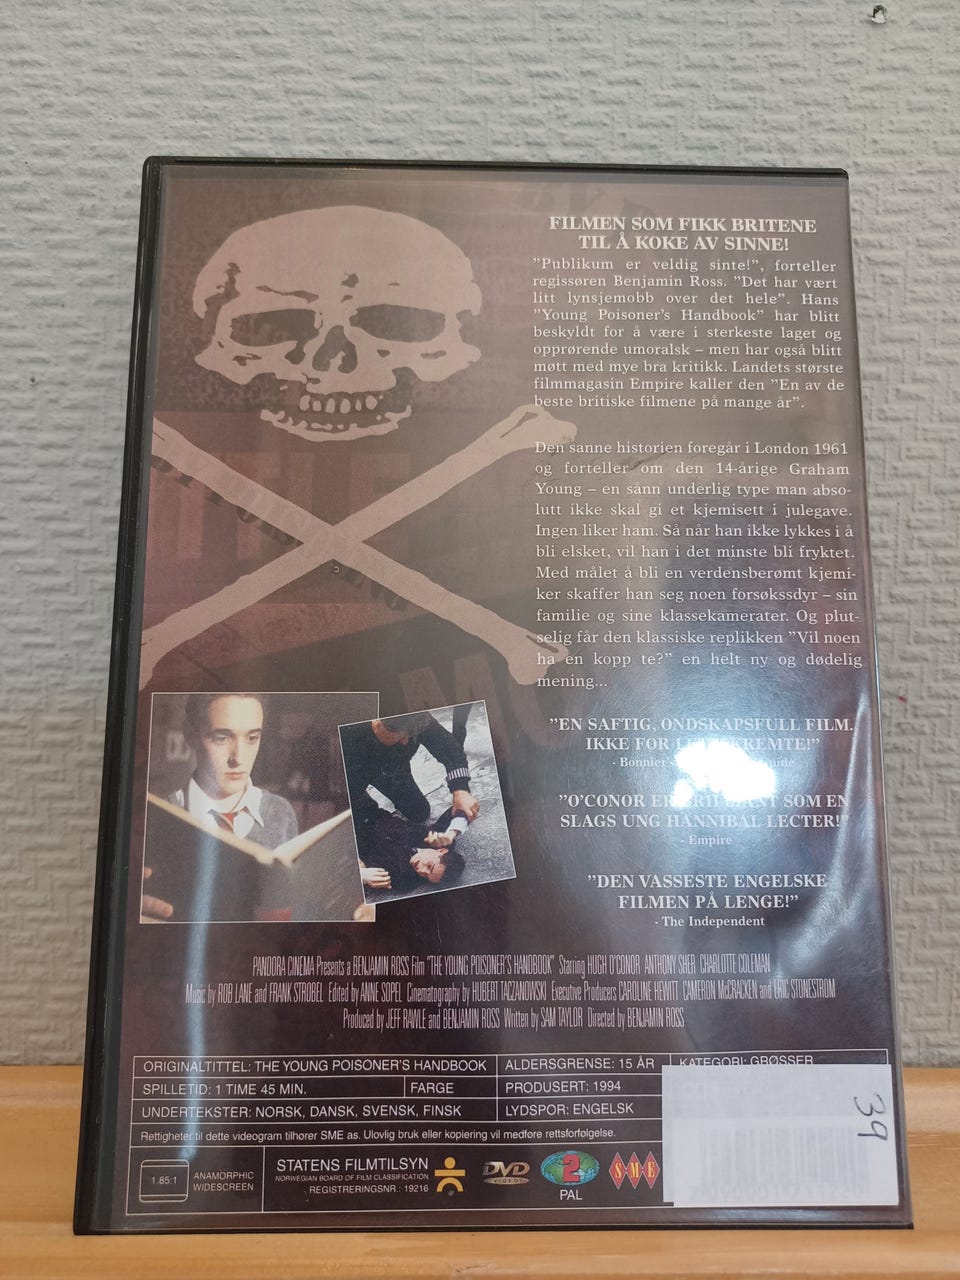 FILMEN SOM FIKK BRITENE
TIL Å KOKE AV SINNE!
”Publikum er veldig sinte!”, forteller
regissøren Benjamin Ross. ”Det har vært
litt lynsjemobb over det hele”. Hans
”Young Poisoner's Handbook” har blitt
beskyldt for å være i sterkeste laget og
opprørende umoralsk – men har også blitt
møtt med mye bra kritikk. Landets største
filmmagasin Empire kaller den ”En av de
beste britiske filmene på mange år”.
Den sanne historien foregår i London 1961
og forteller om den 14-årige Graham
Young – en sånn underlig type man abso-
lutt ikke skal gi et kjemisett i julegave.
Ingen liker ham. Så når han ikke lykkes i å
bli elsket, vil han i det minste bli fryktet.
Med målet å bli en verdensberømt kjemi-
ker skaffer han seg noen forsøkssdyr – sin
familie og sine klassekamerater. Og plut-
selig får den klassiske replikken ”Vil noen
ha en kopp te?” en helt ny og dødelig
mening...
”EN SAFTIG, ONDSKAPSFULL FILM.
IKKE FOR
- Bonnier's
”O'CONOR ER BRILLIANT SOM EN
SLAGS UNG HANNIBAL LECTER!”
- Empire
”DEN VASSESTE ENGELSKE
FILMEN PÅ LENGE!”
- The Independent
PANDORA CINEMA Presents a BENJAMIN ROSS Film "THE YOUNG POISONER'S HANDBOOK" Starring HUGH O'CONOR ANTHONY SHER CHARLOTTE COLEMAN
Music by ROB LANE and FRANK STROBEL Edited by ANNE SOPEL Cinematography by HUBERT TACZANOWSKI Executive Producers CAROLINE HEWITT CAMERON McCRACKEN and ERIC STONESTROM
Produced by JEFF RAWLE and BENJAMIN ROSS Written by SAM TAYLOR Directed by BENJAMIN ROSS
ORIGINALTITTEL: THE YOUNG POISONER'S HANDBOOK ALDERSGRENSE: 15 ÅR KATEGORI: GRØSSER
SPILLETID: 1 TIME 45 MIN. FARGE PRODUSERT: 1994
UNDERTEKSTER: NORSK, DANSK, SVENSK, FINSK LYDSPOR: ENGELSK
Rettigheter til dette videogram tilhører SME as. Ulovlig bruk eller kopiering vil medføre rettsforfølgelse.
39
1.85:1 ANAMORPHIC
WIDESCREEN
STATENS FILMTILSYN
NORWEGIAN BOARD OF FILM CLASSIFICATION
REGISTRERINGSNR.: 19216
DVD
VIDEO
2
PAL
SME